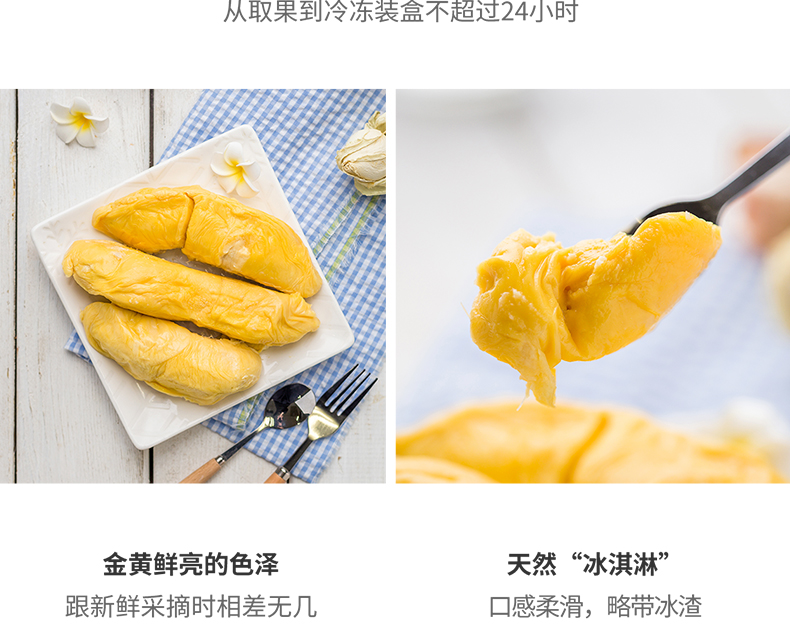 从取果到冷冻装盒不超过24小时
金黄鲜亮的色泽
跟新鲜采摘时相差无几
天然“冰淇淋”
口感柔滑，略带冰渣